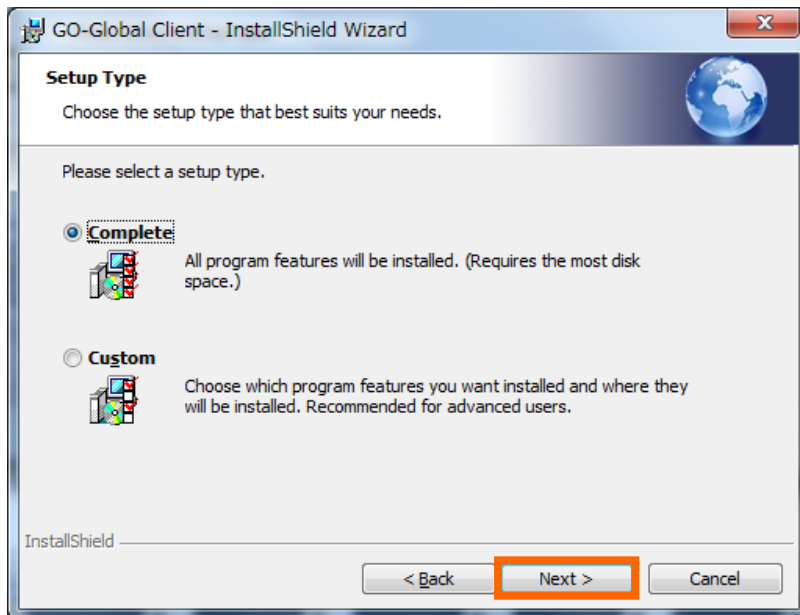 GO-Global Client - InstallShield Wizard
X
Setup Type
Choose the setup type that best suits your needs.
Please select a setup type.
Complete
All program features will be installed. (Requires the most disk
space.)
Custom
Choose which program features you want installed and where they
will be installed. Recommended for advanced users.
InstallShield
< Back
Next >
Cancel